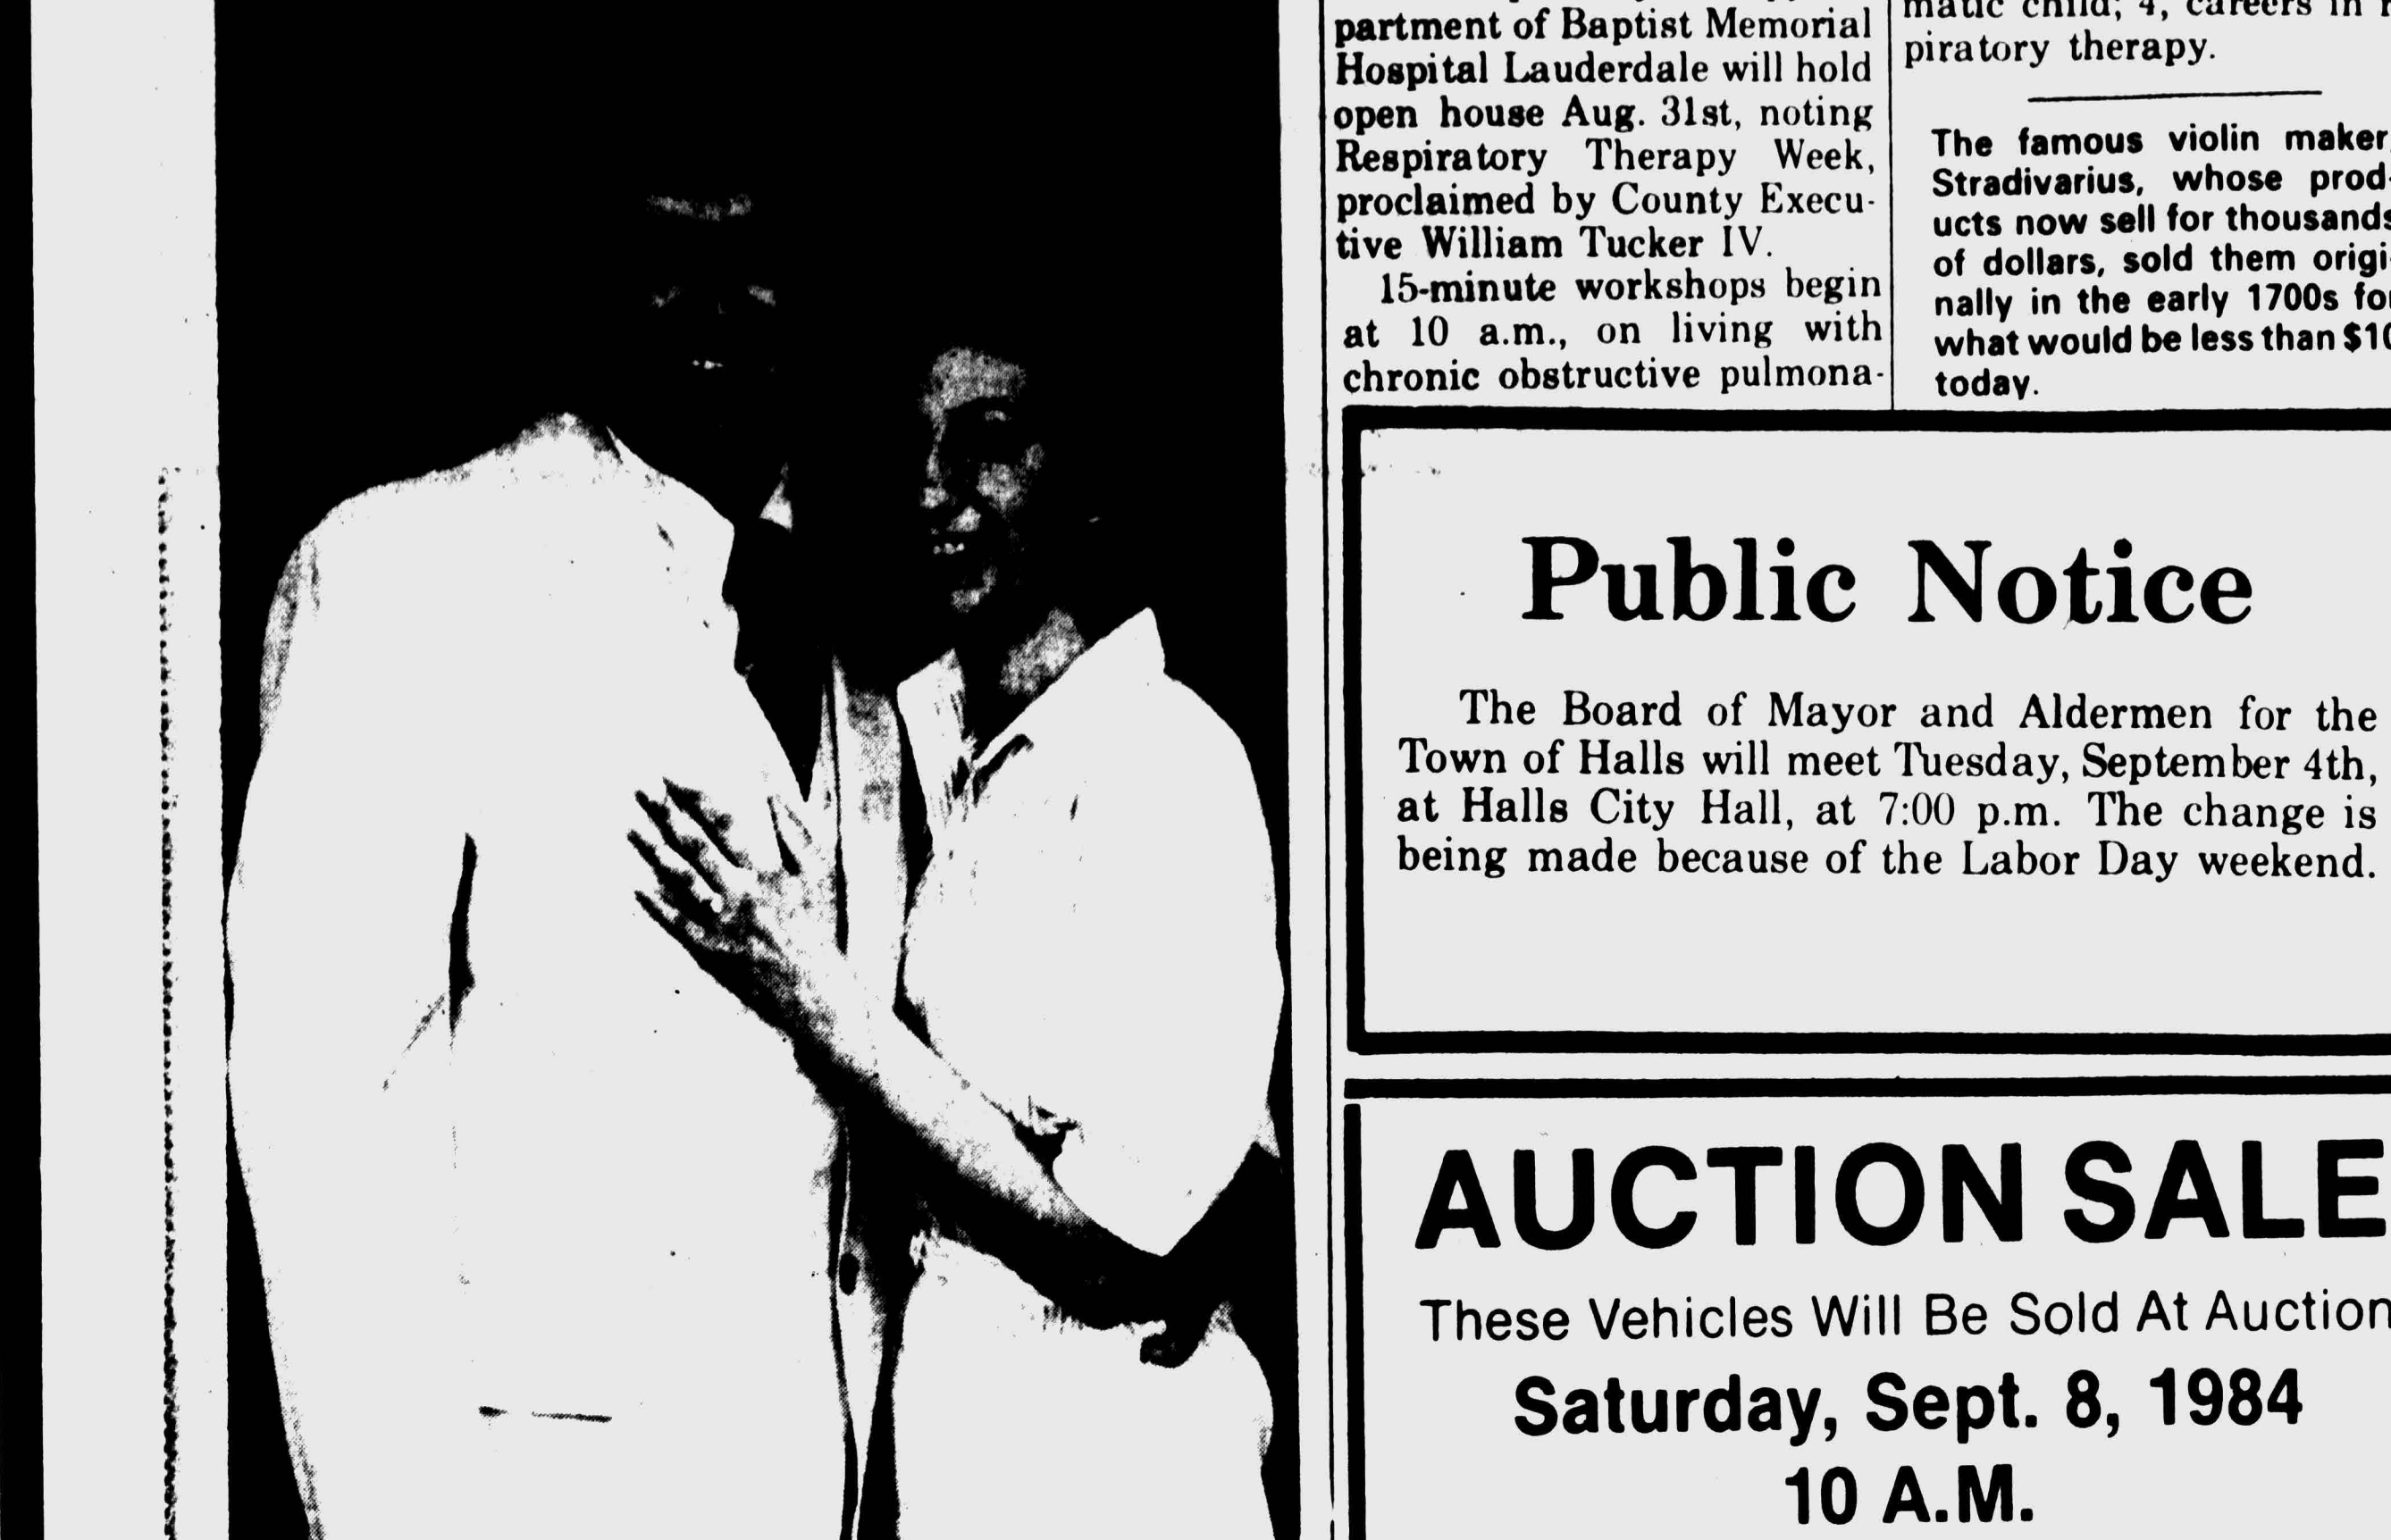 partment of Baptist Memorial
Hospital Lauderdale will hold
open house Aug. 31st, noting
Respiratory Therapy Week,
proclaimed by County Execu-
tive William Tucker IV.
15-minute workshops begin
at 10 a.m., on living with
chronic obstructive pulmona-
matic child; 4, careers in
piratory therapy.
The famous violin maker,
Stradivarius, whose prod-
ucts now sell for thousands
of dollars, sold them origi-
nally in the early 1700s for
what would be less than $10
today.
Public Notice
The Board of Mayor and Aldermen for the
Town of Halls will meet Tuesday, September 4th,
at Halls City Hall, at 7:00 p.m. The change is
being made because of the Labor Day weekend.
AUCTION SALE
These Vehicles Will Be Sold At Auction
Saturday, Sept. 8, 1984
10 A.M.